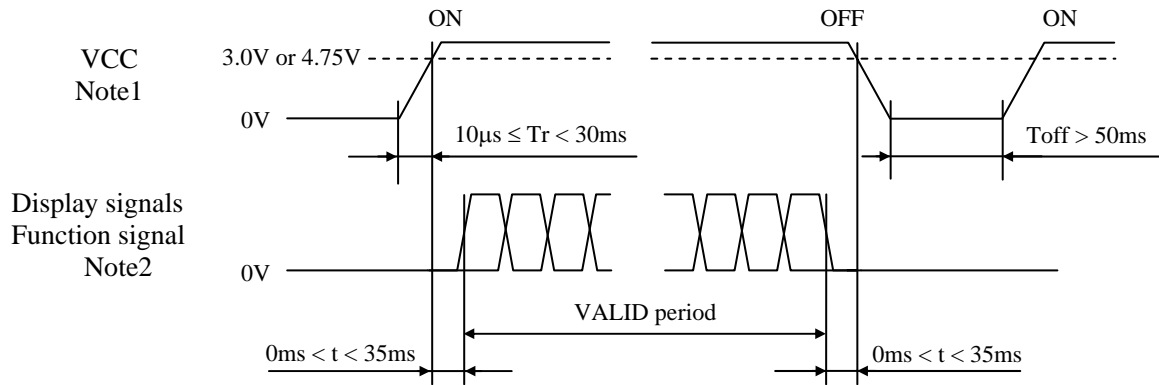 ON
OFF
ON
VCC
Note1
3.0V or 4.75V
0V
10μs ≤ Tr < 30ms
Toff > 50ms
Display signals
Function signal
Note2
0V
VALID period
0ms < t < 35ms
0ms < t < 35ms